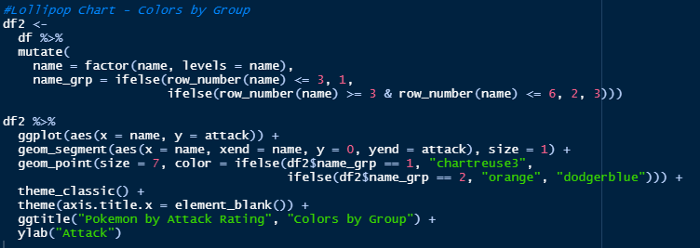 #Lollipop Chart - Colors by Group
df2 <-
  df %>%
  mutate(
    name = factor(name, levels = name),
    name_grp = ifelse(row_number(name) <= 3, 1,
                      ifelse(row_number(name) >= 3 & row_number(name) <= 6, 2, 3)))

df2 %>%
  ggplot(aes(x = name, y = attack)) +
  geom_segment(aes(x = name, xend = name, y = 0, yend = attack), size = 1) +
  geom_point(size = 7, color = ifelse(df2$name_grp == 1, "chartreuse3",
                                      ifelse(df2$name_grp == 2, "orange", "dodgerblue"))) +
  theme_classic() +
  theme(axis.title.x = element_blank()) +
  ggtitle("Pokemon by Attack Rating", "Colors by Group") +
  ylab("Attack")